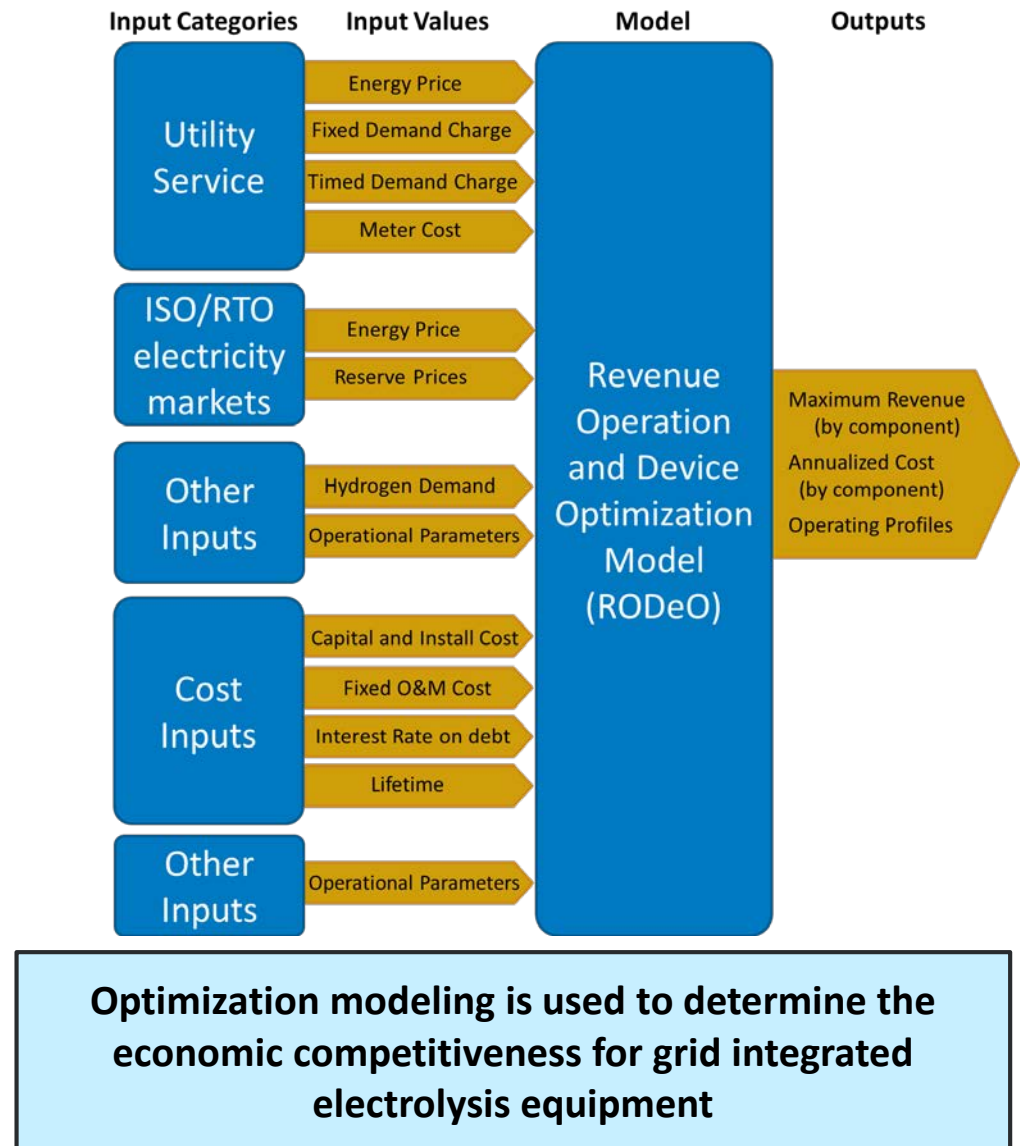 Input Categories
Input Values
Model
Outputs
Utility
Service
Energy Price
Fixed Demand Charge
Timed Demand Charge
Meter Cost
ISO/RTO
electricity
markets
Energy Price
Reserve Prices
Other
Inputs
Hydrogen Demand
Operational Parameters
Cost
Inputs
Capital and Install Cost
Fixed O&M Cost
Interest Rate on debt
Lifetime
Other
Inputs
Operational Parameters
Revenue
Operation
and Device
Optimization
Model
(RODeO)
Maximum Revenue
(by component)
Annualized Cost
(by component)
Operating Profiles
Optimization modeling is used to determine the
economic competitiveness for grid integrated
electrolysis equipment